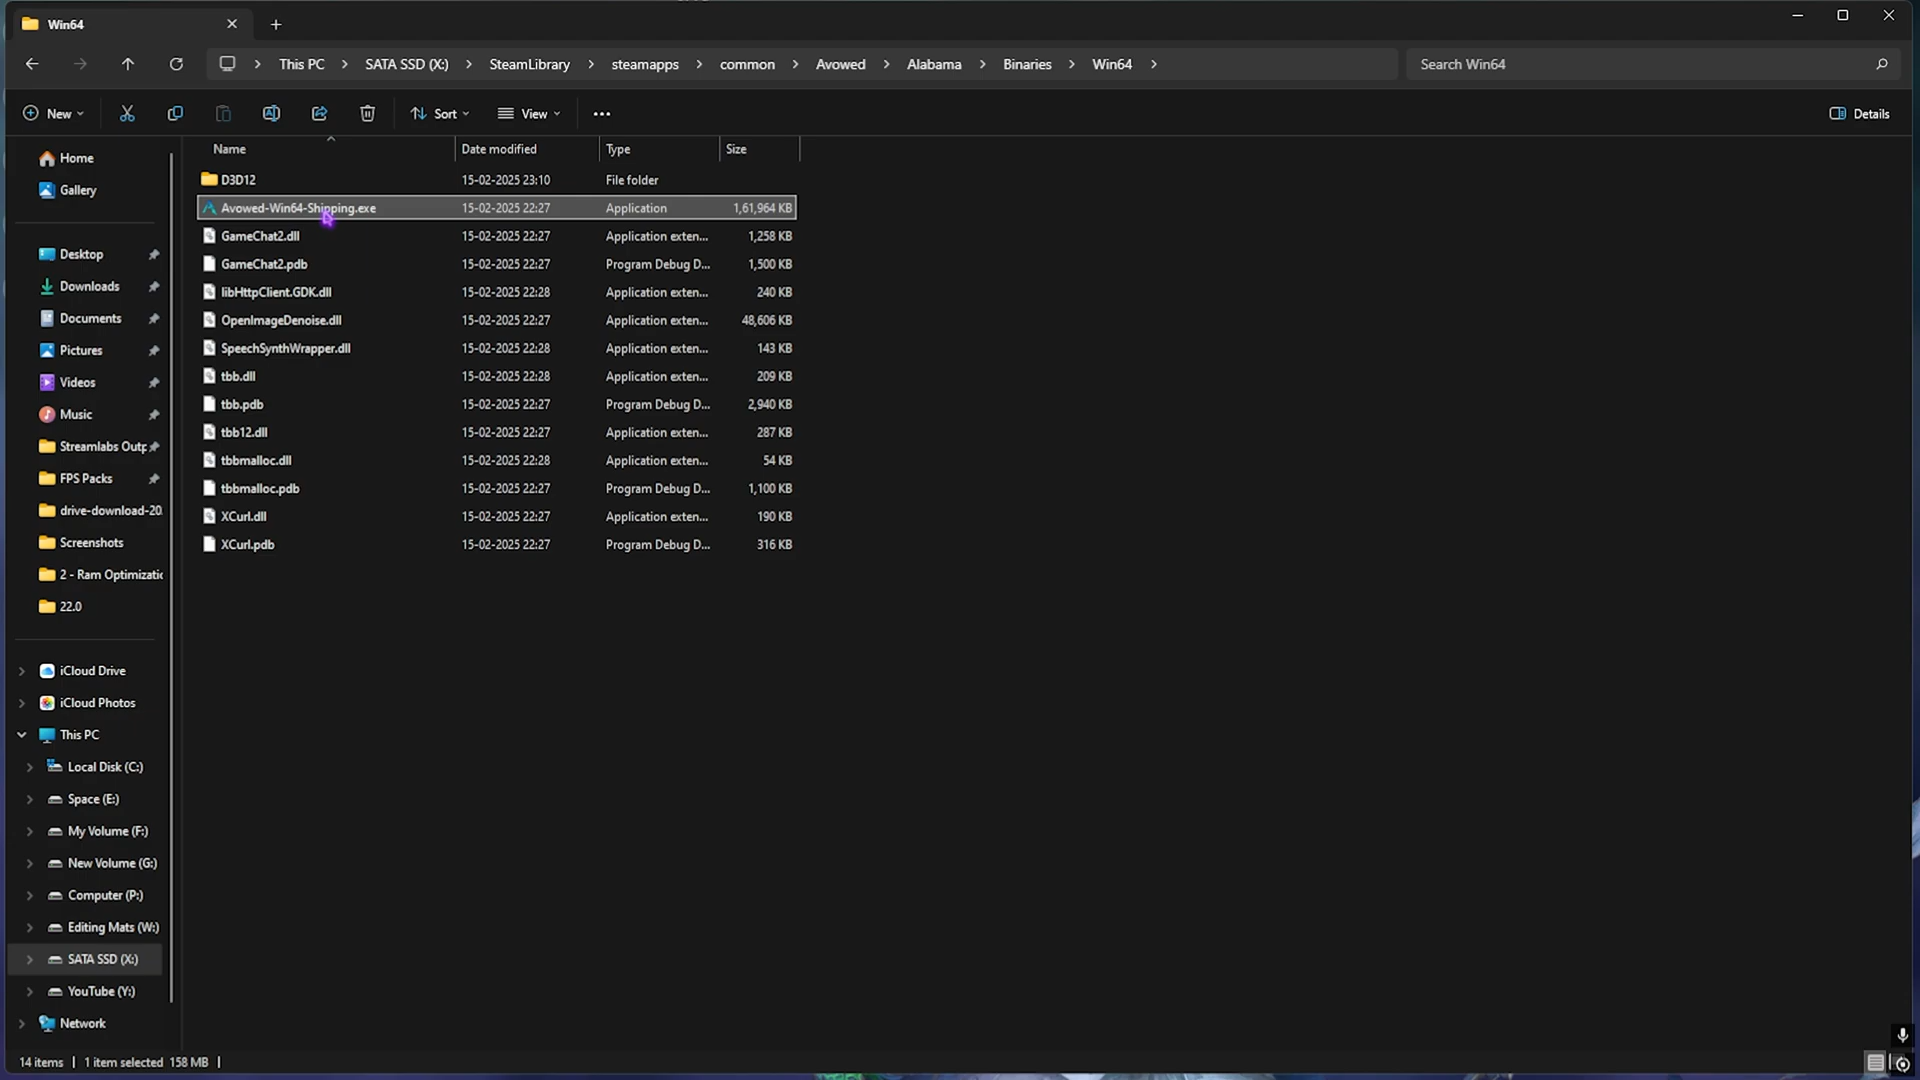 Win64
This PC SATA SSD (X:) SteamLibrary steamapps common Avowed Alabama Binaries Win64
Search Win64
New Sort View Details
Name Date modified Type Size
D3D12 15-02-2025 23:10 File folder
Avowed-Win64-Shipping.exe 15-02-2025 22:27 Application 1,61,964 KB
GameChat2.dll 15-02-2025 22:27 Application exten... 1,258 KB
GameChat2.pdb 15-02-2025 22:27 Program Debug D... 1,500 KB
libHttpClient.GDK.dll 15-02-2025 22:28 Application exten... 240 KB
OpenImageDenoise.dll 15-02-2025 22:27 Application exten... 48,606 KB
SpeechSynthWrapper.dll 15-02-2025 22:28 Application exten... 143 KB
tbb.dll 15-02-2025 22:28 Application exten... 209 KB
tbb.pdb 15-02-2025 22:27 Program Debug D... 2,940 KB
tbb12.dll 15-02-2025 22:27 Application exten... 287 KB
tbbmalloc.dll 15-02-2025 22:28 Application exten... 54 KB
tbbmalloc.pdb 15-02-2025 22:27 Program Debug D... 1,100 KB
XCurl.dll 15-02-2025 22:27 Application exten... 190 KB
XCurl.pdb 15-02-2025 22:27 Program Debug D... 316 KB
Home
Gallery
Desktop
Downloads
Documents
Pictures
Videos
Music
Streamlabs Outp
FPS Packs
drive-download-20
Screenshots
2 - Ram Optimizatic
22.0
iCloud Drive
iCloud Photos
This PC
Local Disk (C:)
Space (E:)
My Volume (F:)
New Volume (G:)
Computer (P:)
Editing Mats (W:)
SATA SSD (X:)
YouTube (Y:)
Network
14 items 1 item selected 158 MB